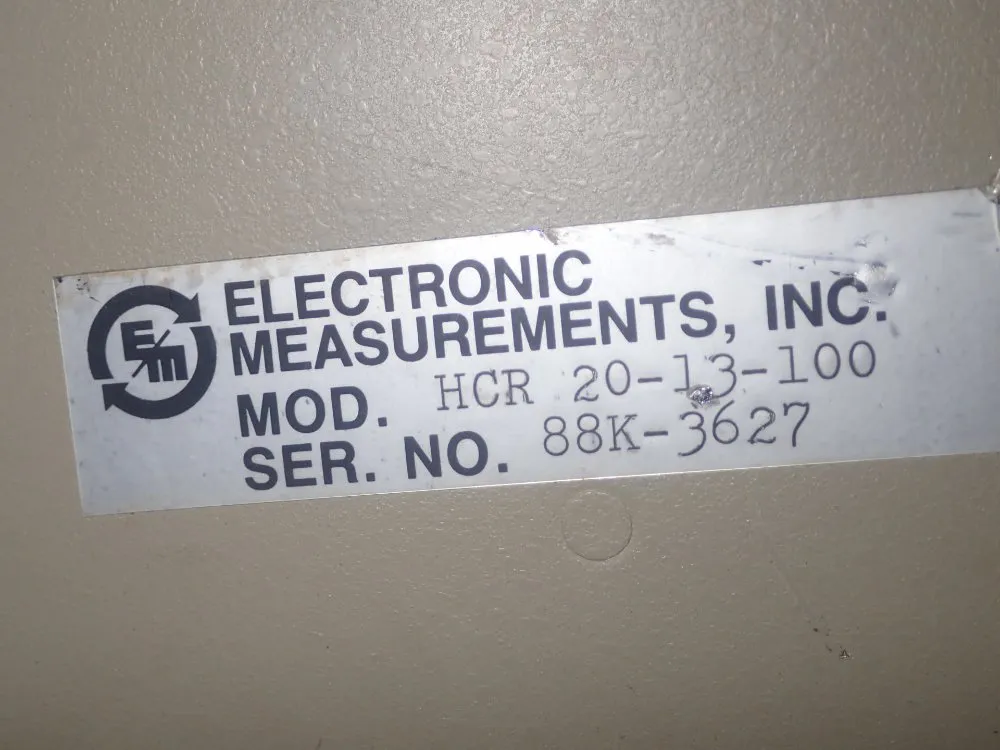 E/M
ELECTRONIC
MEASUREMENTS, INC.
MOD. HCR 20-13-100
SER. NO. 88K-3627